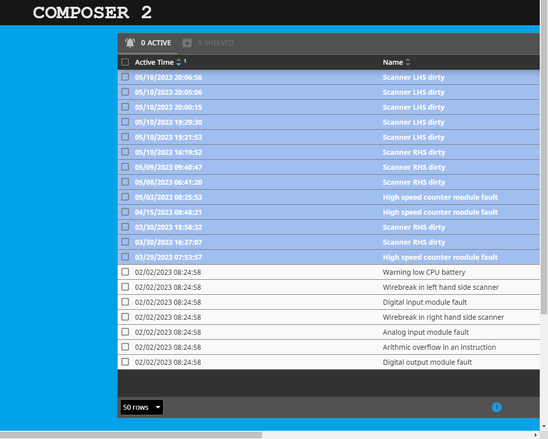 COMPOSER 2
0 ACTIVE 0 SHELVED
Active Time 1 Name
05/10/2023 20:06:56 Scanner LHS dirty
05/10/2023 20:05:06 Scanner LHS dirty
05/10/2023 20:00:15 Scanner LHS dirty
05/10/2023 19:29:30 Scanner LHS dirty
05/10/2023 19:21:53 Scanner LHS dirty
05/10/2023 16:19:52 Scanner RHS dirty
05/09/2023 09:40:47 Scanner RHS dirty
05/08/2023 06:41:20 Scanner RHS dirty
05/03/2023 08:25:53 High speed counter module fault
04/15/2023 08:48:21 High speed counter module fault
03/30/2023 18:58:32 Scanner RHS dirty
03/30/2023 16:37:07 Scanner RHS dirty
03/29/2023 07:53:57 High speed counter module fault
02/02/2023 08:24:58 Warning low CPU battery
02/02/2023 08:24:58 Wirebreak in left hand side scanner
02/02/2023 08:24:58 Digital input module fault
02/02/2023 08:24:58 Wirebreak in right hand side scanner
02/02/2023 08:24:58 Analog input module fault
02/02/2023 08:24:58 Arithmic overflow in an instruction
02/02/2023 08:24:58 Digital output module fault
50 rows 1